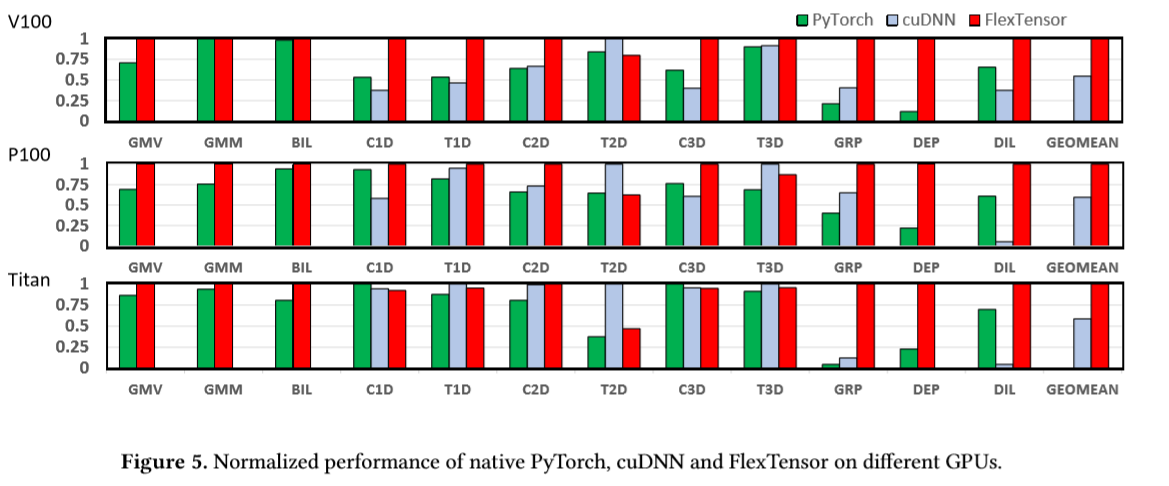 V100
PyTorch cuDNN FlexTensor
1
0.75
0.5
0.25
0
GMV GMM BIL C1D T1D C2D T2D C3D T3D GRP DEP DIL GEOMEAN
P100
1
0.75
0.5
0.25
0
GMV GMM BIL C1D T1D C2D T2D C3D T3D GRP DEP DIL GEOMEAN
Titan
1
0.75
0.5
0.25
0
GMV GMM BIL C1D T1D C2D T2D C3D T3D GRP DEP DIL GEOMEAN
Figure 5. Normalized performance of native PyTorch, cuDNN and FlexTensor on different GPUs.